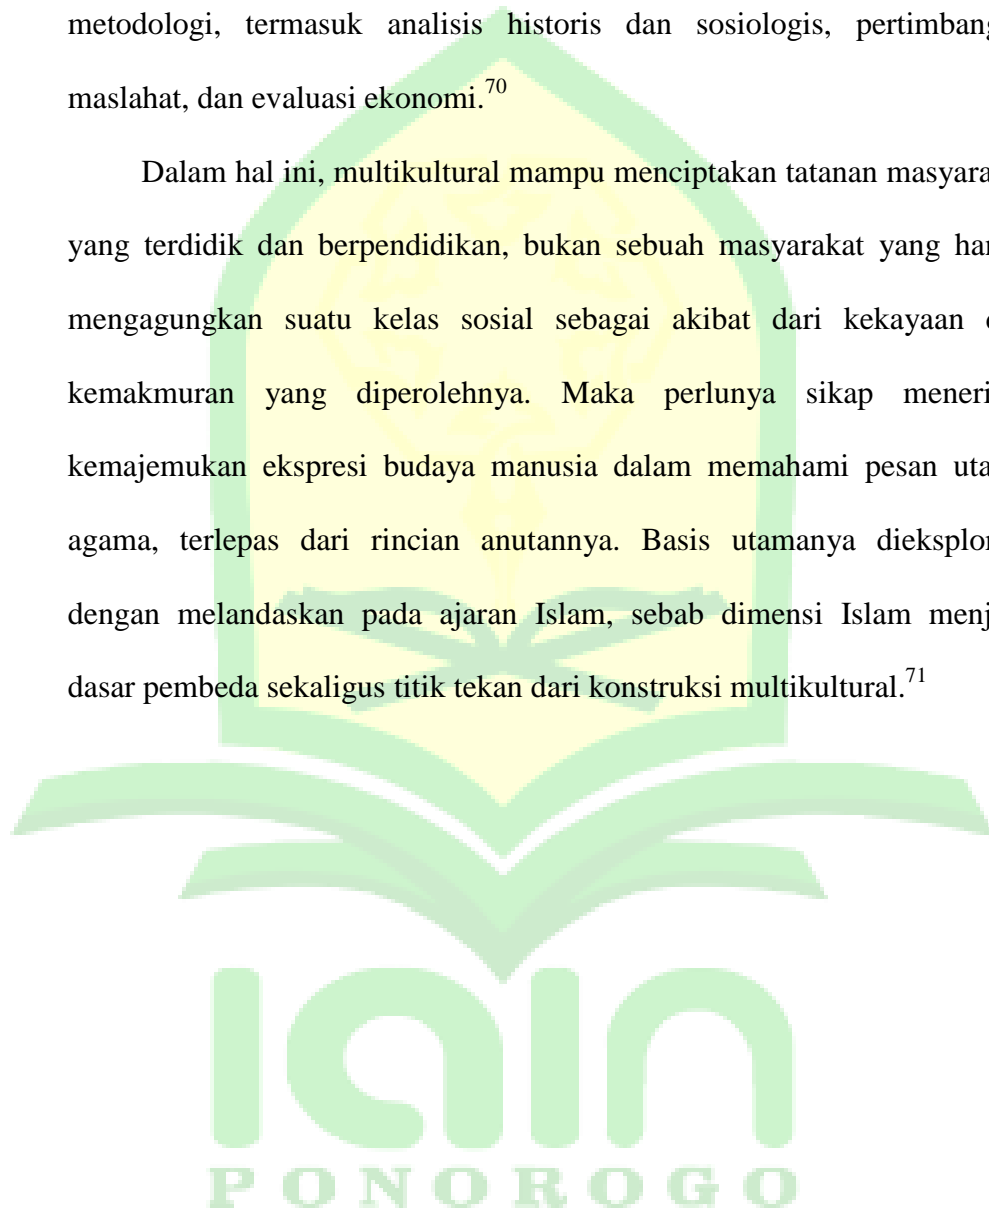 metodologi, termasuk analisis historis dan sosiologis, pertimbang
maslahat, dan evaluasi ekonomi.70
Dalam hal ini, multikultural mampu menciptakan tatanan masyara
yang terdidik dan berpendidikan, bukan sebuah masyarakat yang han
mengagungkan suatu kelas sosial sebagai akibat dari kekayaan
kemakmuran yang diperolehnya. Maka perlunya sikap meneri
kemajemukan ekspresi budaya manusia dalam memahami pesan uta
agama, terlepas dari rincian anutannya. Basis utamanya dieksplor
dengan melandaskan pada ajaran Islam, sebab dimensi Islam menj
dasar pembeda sekaligus titik tekan dari konstruksi multikultural.71
iain
PONOROGO